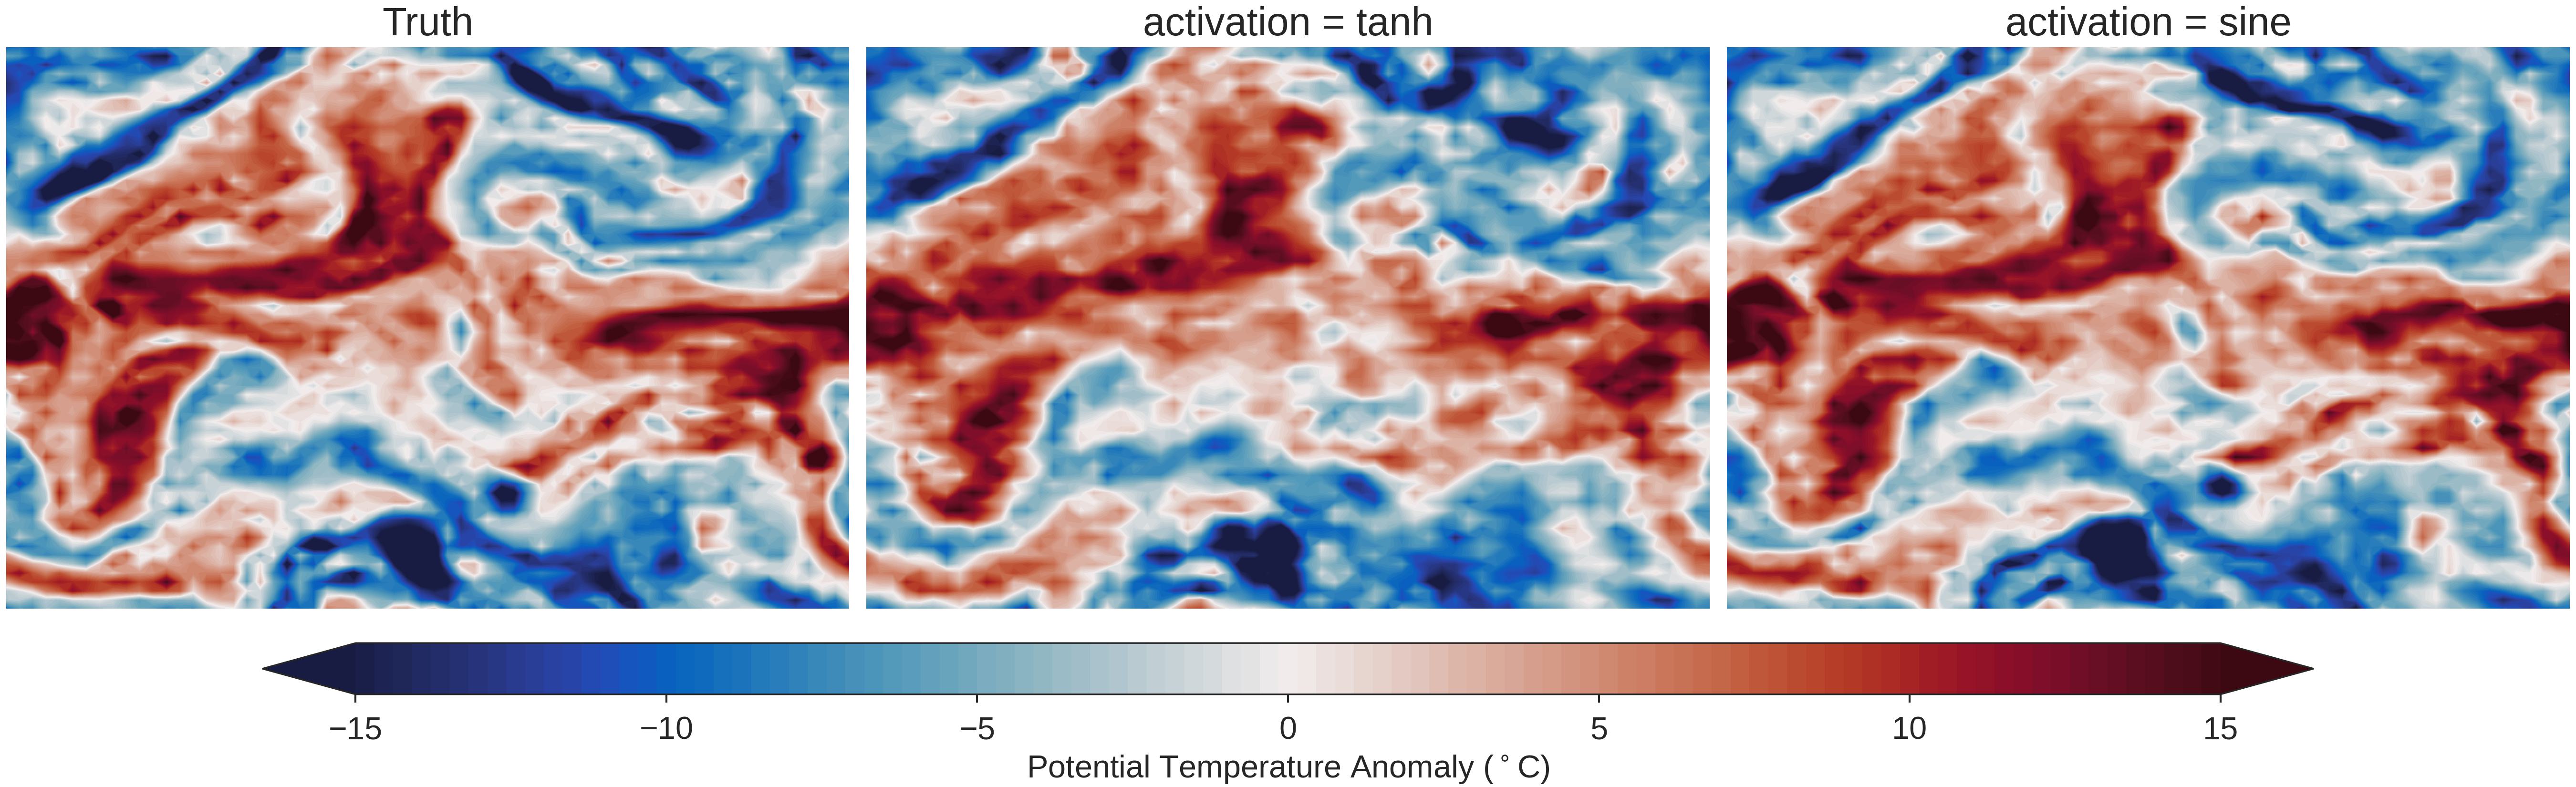 Truth
activation = tanh
activation = sine
−15
−10
−5
0
5
10
15
Potential Temperature Anomaly (°C)